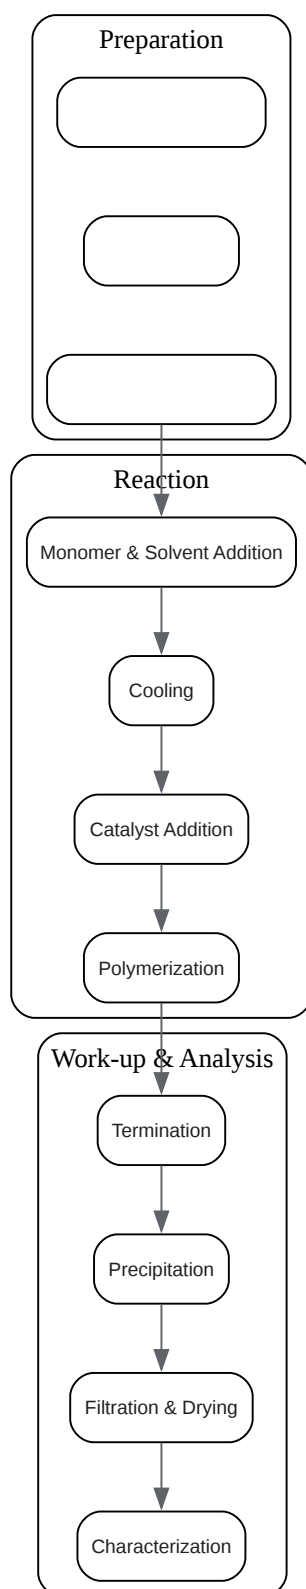 Preparation
Reaction
Monomer & Solvent Addition
Cooling
Catalyst Addition
Polymerization
Work-up & Analysis
Termination
Precipitation
Filtration & Drying
Characterization